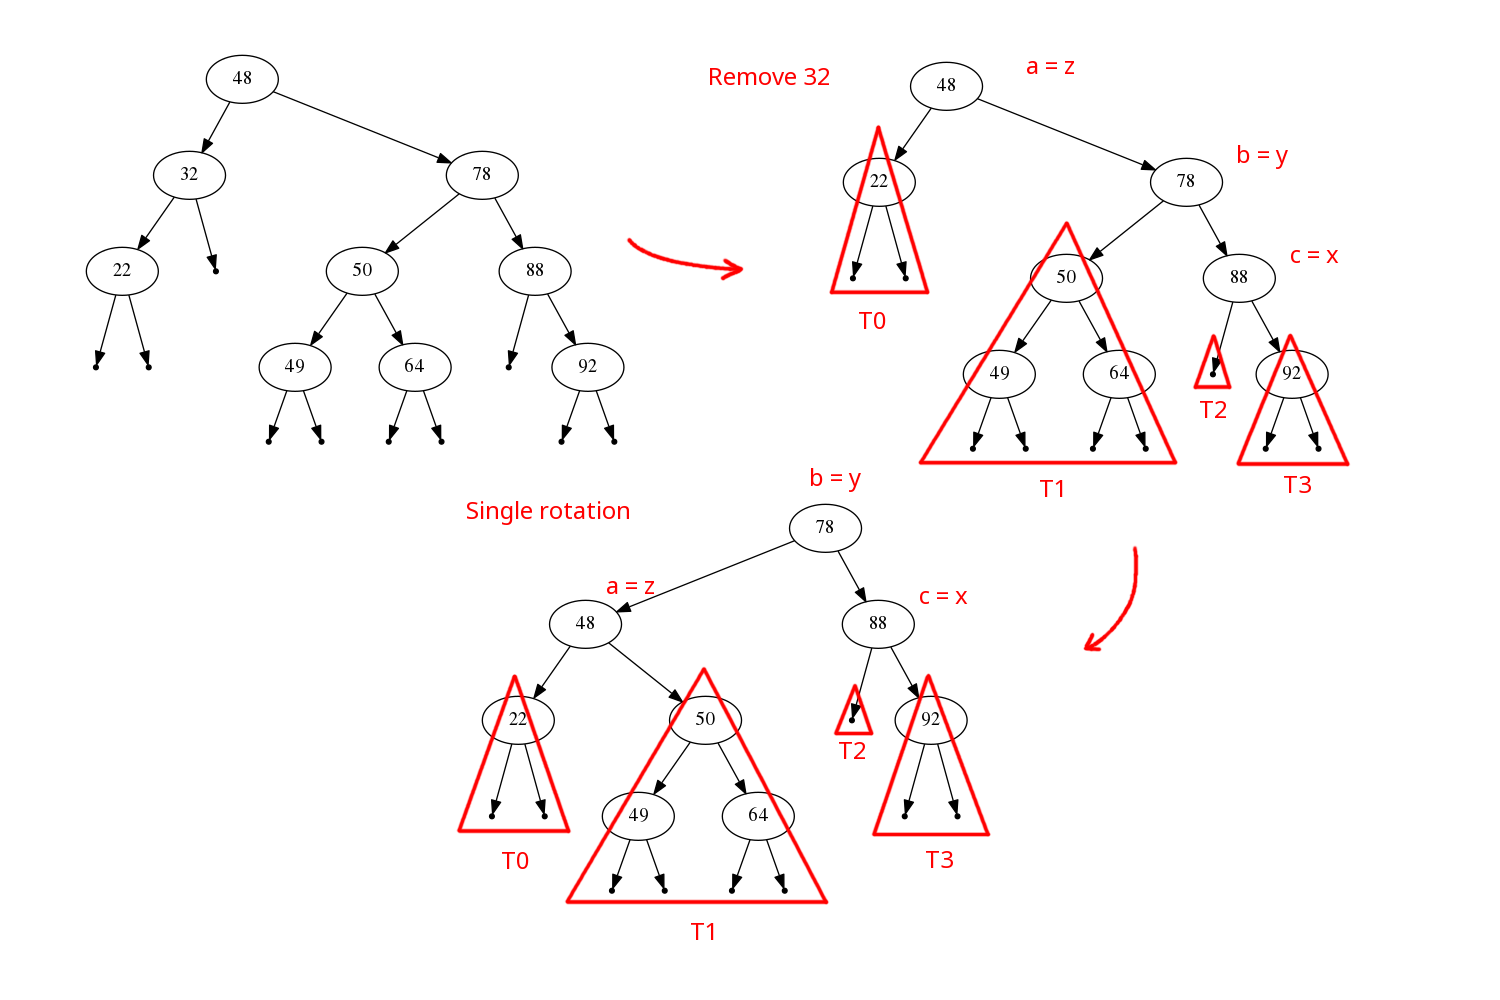 48
32
78
22
50
88
49
64
92
Remove 32
a = z
48
b = y
22
78
c = x
50
88
T0
49
64
92
T2
T1
T3
Single rotation
b = y
78
a = z
c = x
48
88
22
50
92
T2
49
64
T0
T3
T1